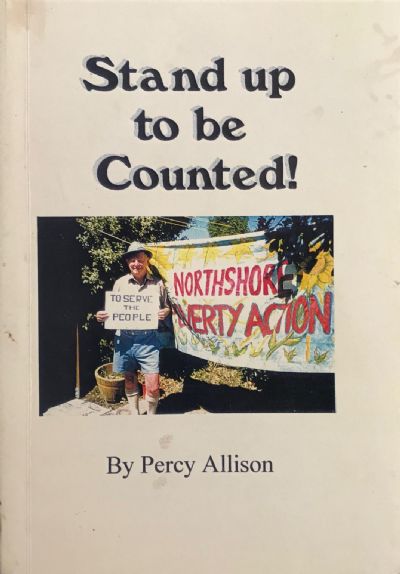 Stand up
to be
Counted!
TO SERVE
THE
PEOPLE
NORTHSHORE
VERTY ACTION
By Percy Allison